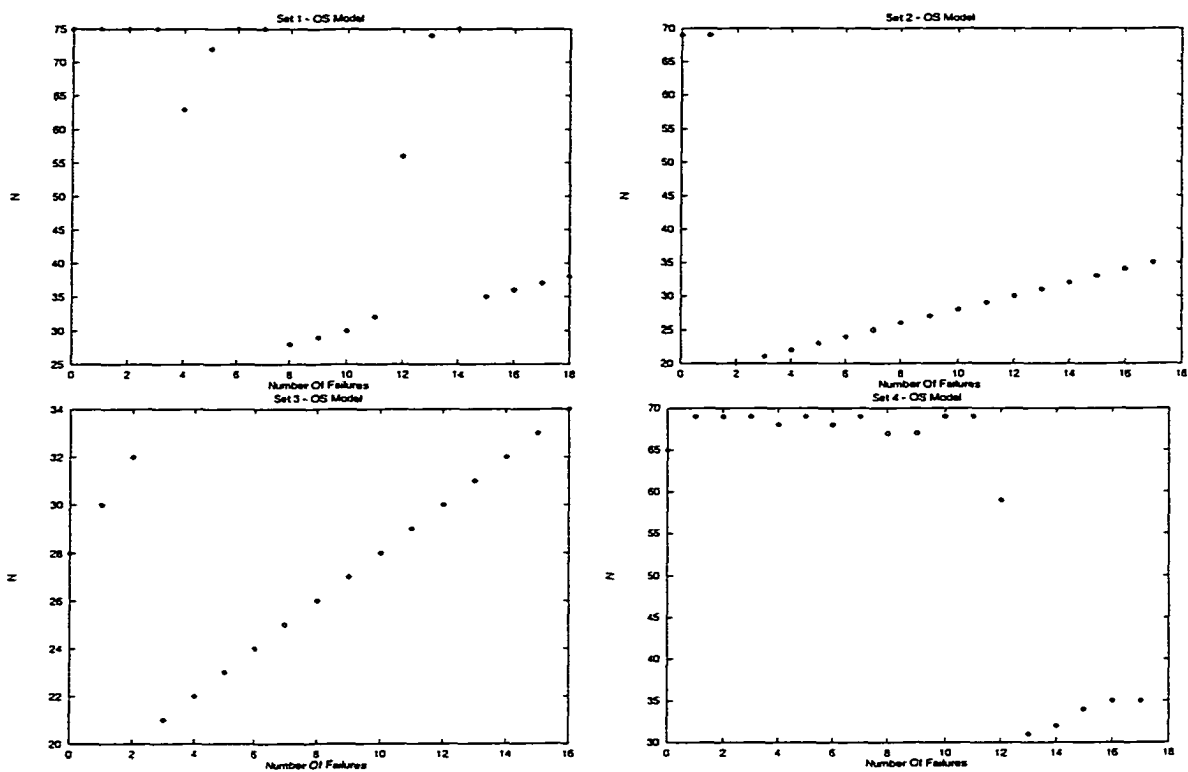 Set 1 - OS Model
75
70
65
60
55
50
45
40
35
30
25
N
0 2 4 6 8 10 12 14 16 18
Number Of Failures
Set 2 - OS Model
70
65
60
55
50
45
40
35
30
25
20
N
0 2 4 6 8 10 12 14 16 18
Number Of Failures
Set 3 - OS Model
34
32
30
28
26
24
22
20
N
0 2 4 6 8 10 12 14 16
Number Of Failures
Set 4 - OS Model
70
65
60
55
50
45
40
35
30
N
0 2 4 6 8 10 12 14 16 18
Number Of Failures